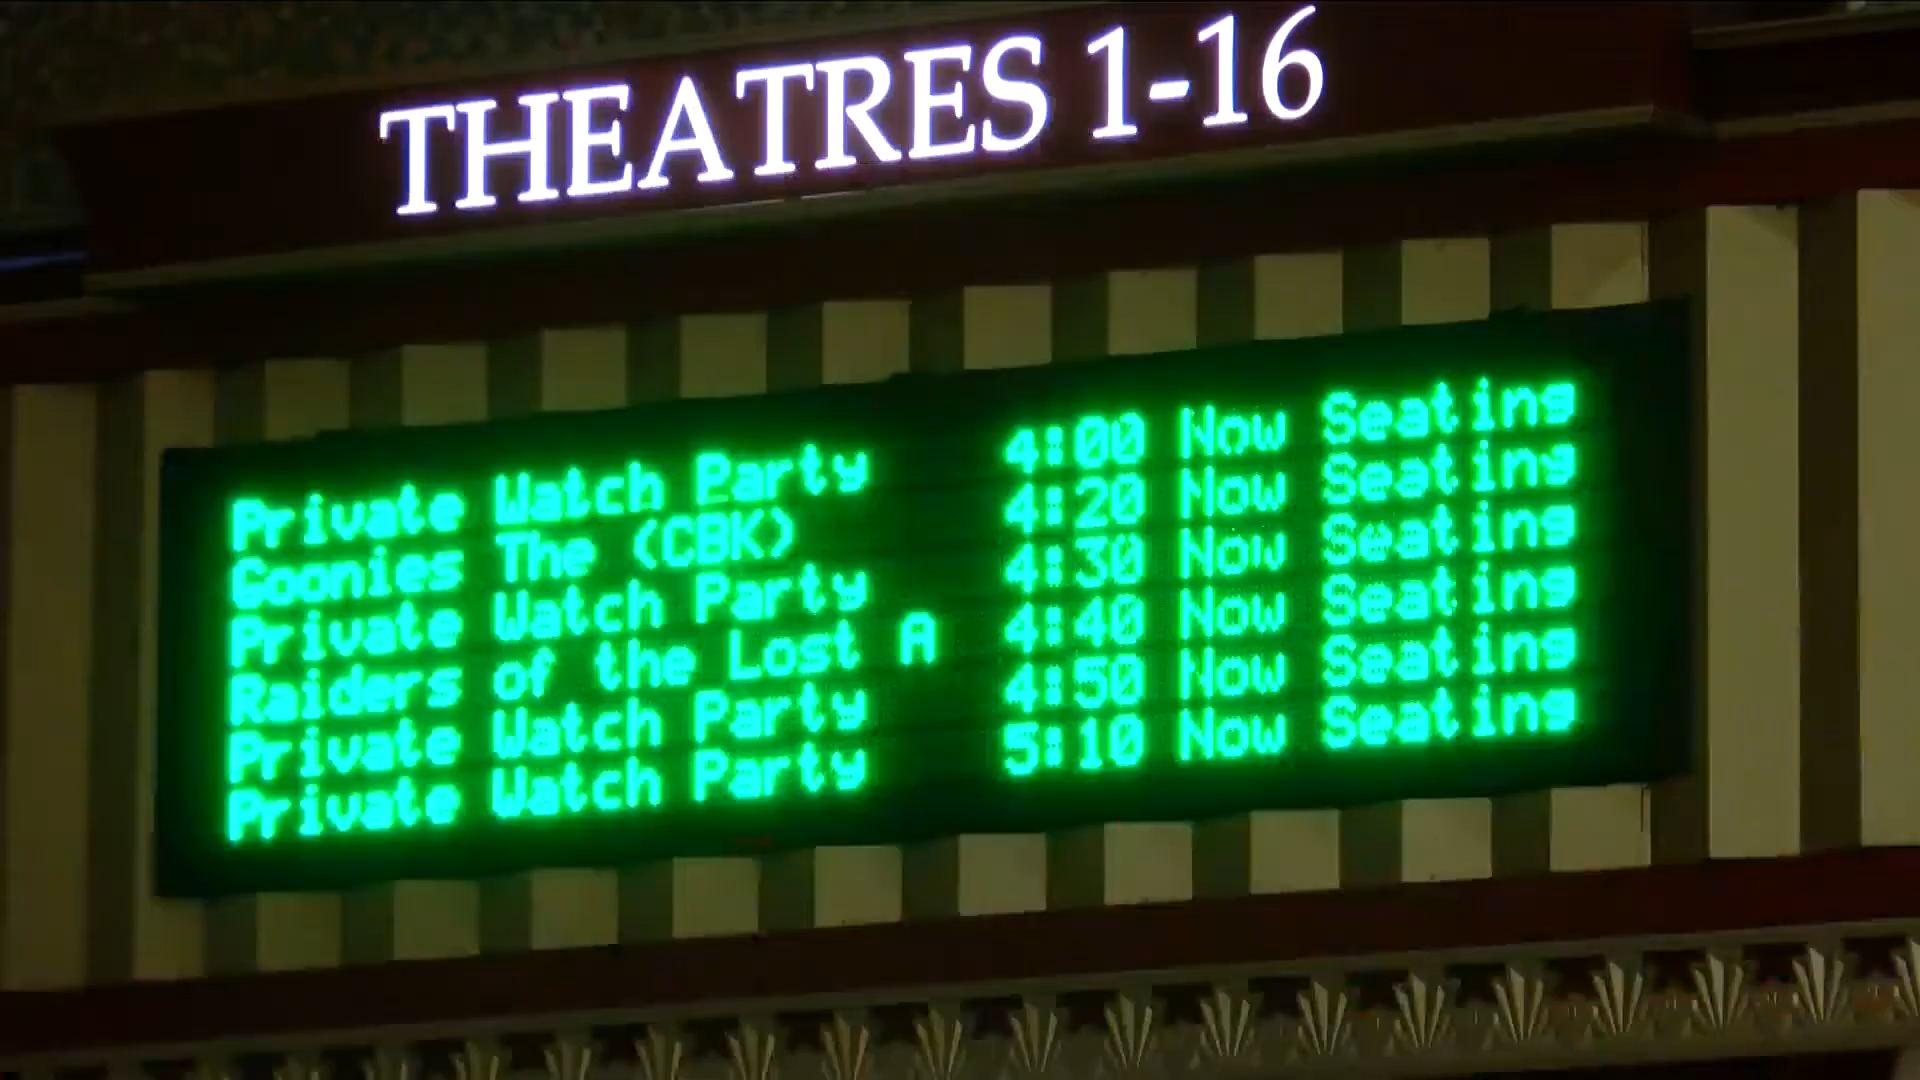 THEATRES 1-16
Private Watch Party 4:00 Now Seating
Goonies The (CBK) 4:20 Now Seating
Private Watch Party 4:30 Now Seating
Raiders of the Lost A 4:40 Now Seating
Private Watch Party 4:50 Now Seating
Private Watch Party 5:10 Now Seating